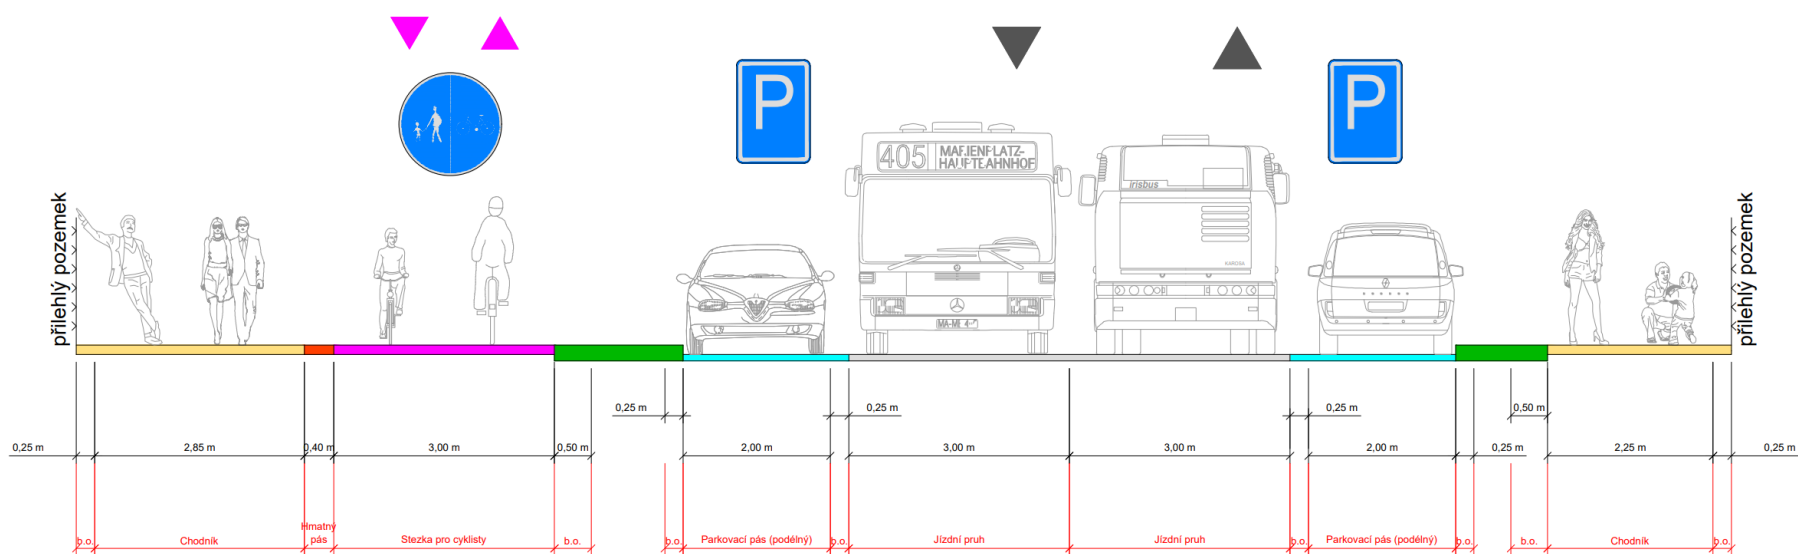 P
P
405
MARIENPLATZ-
HAUPTBAHNHOF
irisbus
KAROSA
přilehlý pozemek
přilehlý pozemek
0,25 m
0,25 m
0,25 m
0,50 m
0,25 m
2,85 m
0,40 m
3,00 m
0,50 m
2,00 m
3,00 m
3,00 m
2,00 m
0,25 m
2,25 m
0,25 m
b.o.
Chodník
Hmatný
pás
Stezka pro cyklisty
b.o.
b.o.
Parkovací pás (podélný)
b.o.
Jízdní pruh
Jízdní pruh
b.o.
Parkovací pás (podélný)
b.o.
b.o.
Chodník
b.o.